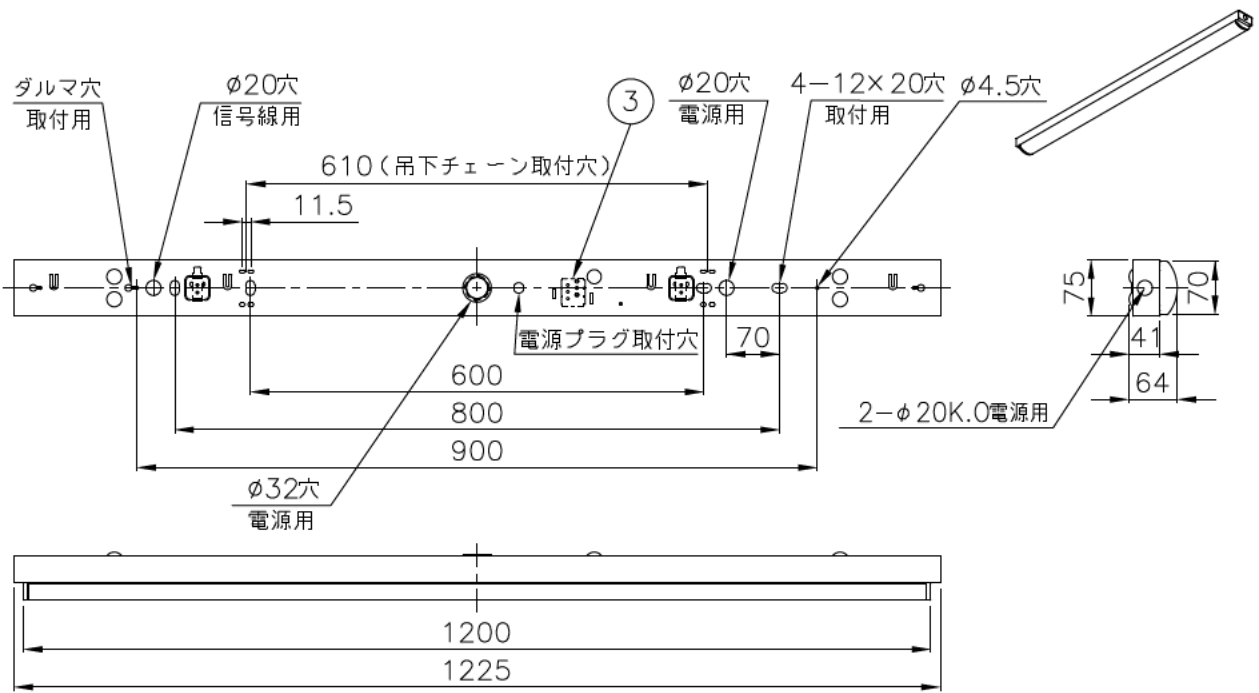 ダルマ穴
取付用
φ20穴
信号線用
3
φ20穴
電源用
4-12×20穴
取付用
φ4.5穴
610(吊下チェーン取付穴)
11.5
電源プラグ取付穴
70
600
800
900
φ32穴
電源用
75
70
41
64
2-φ20K.O電源用
1200
1225